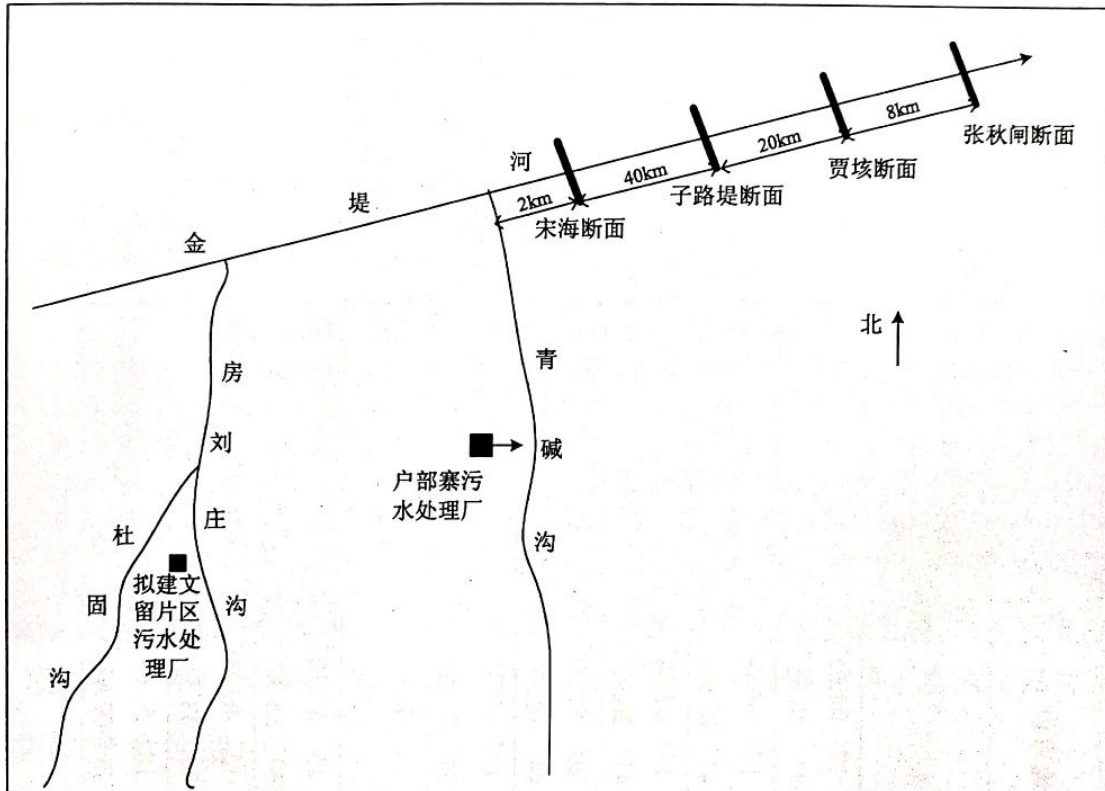 金
堤
河
2km
40km
20km
8km
宋海断面
子路堤断面
贾垓断面
张秋闸断面
北
房
刘
庄
沟
杜
固
沟
青
碱
沟
户部寨污
水处理厂
拟建文
留片区
污水处
理厂